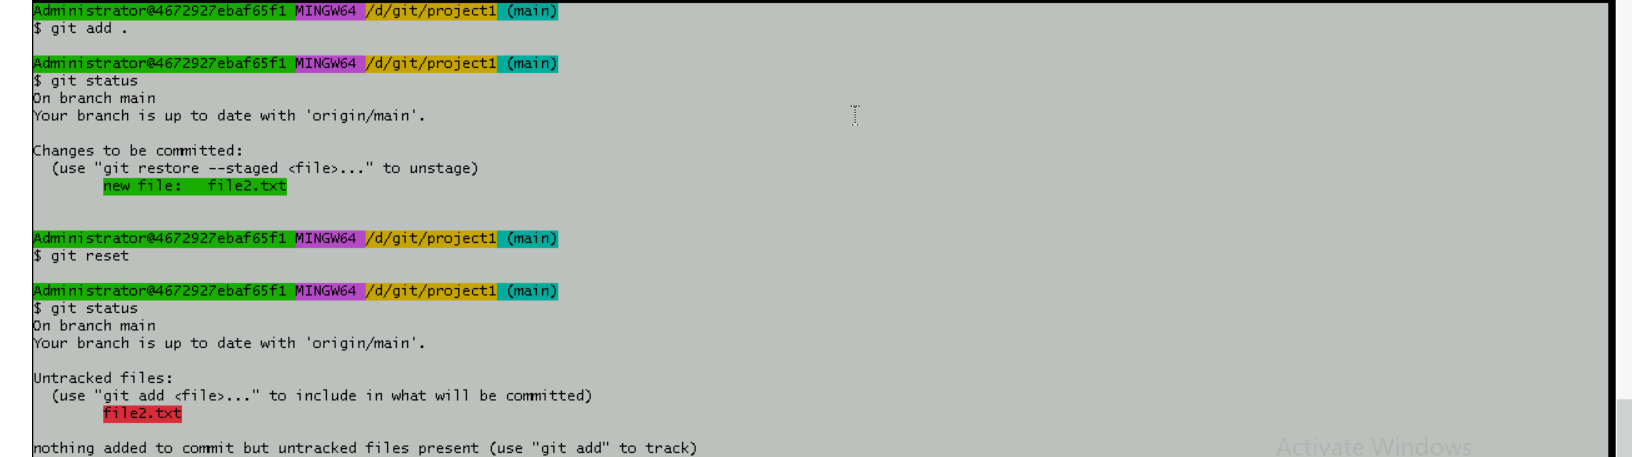 Administrator@4672927ebaf65f1 MINGW64 /d/git/project1 (main)
$ git add .
Administrator@4672927ebaf65f1 MINGW64 /d/git/project1 (main)
$ git status
On branch main
Your branch is up to date with 'origin/main'.
Changes to be committed:
(use "git restore --staged <file>..." to unstage)
new file:   file2.txt
Administrator@4672927ebaf65f1 MINGW64 /d/git/project1 (main)
$ git reset
Administrator@4672927ebaf65f1 MINGW64 /d/git/project1 (main)
$ git status
On branch main
Your branch is up to date with 'origin/main'.
Untracked files:
(use "git add <file>..." to include in what will be committed)
file2.txt
nothing added to commit but untracked files present (use "git add" to track)
Activate Windows